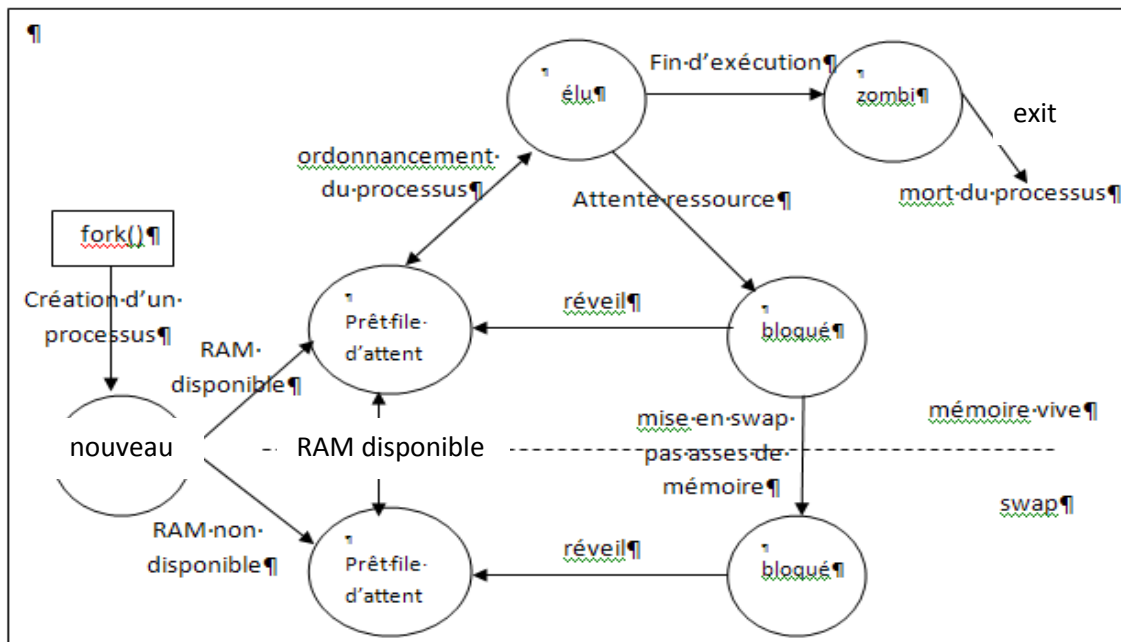 ¶
Fin·d'exécution¶
¶
élu¶
¶
zombi¶
exit
ordonnancement·
du·processus¶
Attente·ressource¶
mort·du·processus¶
fork()¶
Création·d'un·
processus¶
¶
Prêt·file·
d'attent
réveil¶
¶
bloqué¶
RAM·
disponible¶
nouveau
RAM disponible
mise·en·swap·
pas·asses·de·
mémoire¶
mémoire·vive¶
swap¶
RAM·non·
disponible¶
¶
Prêt·file·
d'attent
réveil¶
¶
bloqué¶